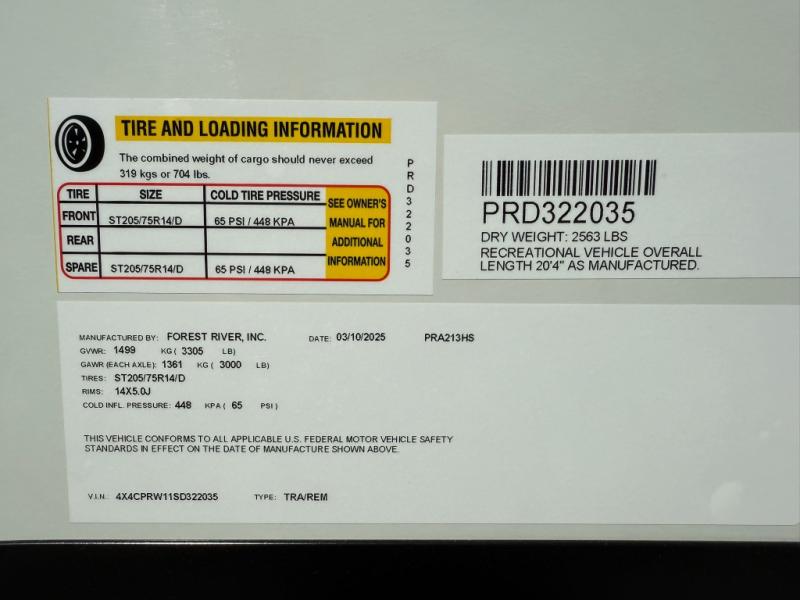 TIRE AND LOADING INFORMATION
The combined weight of cargo should never exceed
319 kgs or 704 lbs.
TIRE SIZE COLD TIRE PRESSURE SEE OWNER'S MANUAL FOR ADDITIONAL INFORMATION
FRONT ST205/75R14/D 65 PSI / 448 KPA
REAR
SPARE ST205/75R14/D 65 PSI / 448 KPA
PRD322035
PRD322035
DRY WEIGHT: 2563 LBS
RECREATIONAL VEHICLE OVERALL
LENGTH 20'4" AS MANUFACTURED.
MANUFACTURED BY: FOREST RIVER, INC. DATE: 03/10/2025 PRA213HS
GVWR: 1499 KG ( 3305 LB)
GAWR (EACH AXLE): 1361 KG ( 3000 LB)
TIRES: ST205/75R14/D
RIMS: 14X5.0J
COLD INFL. PRESSURE: 448 KPA ( 65 PSI )
THIS VEHICLE CONFORMS TO ALL APPLICABLE U.S. FEDERAL MOTOR VEHICLE SAFETY
STANDARDS IN EFFECT ON THE DATE OF MANUFACTURE SHOWN ABOVE.
V.I.N.: 4X4CPRW11SD322035 TYPE: TRA/REM